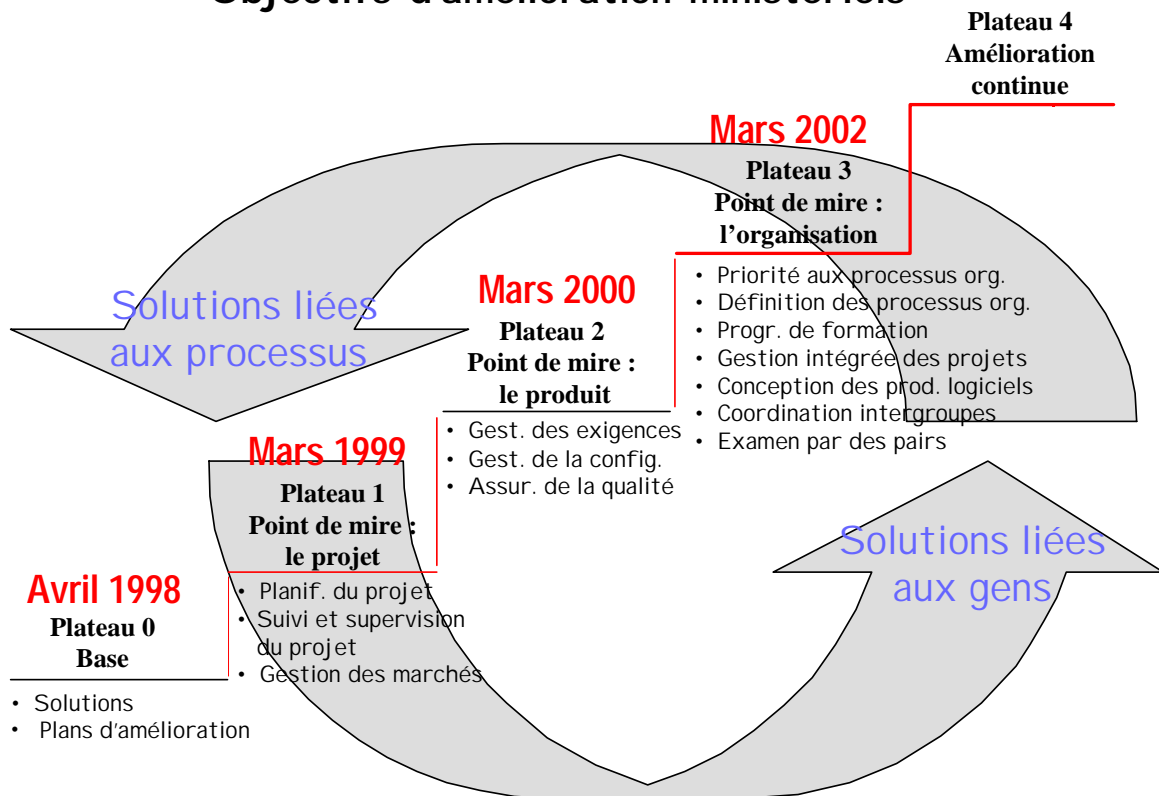 Objectifs d'amélioration ministériels
Plateau 4
Amélioration
continue
Mars 2002
Plateau 3
Point de mire :
l’organisation
• Priorité aux processus org.
• Définition des processus org.
• Progr. de formation
• Gestion intégrée des projets
• Conception des prod. logiciels
• Coordination intergroupes
• Examen par des pairs
Solutions liées
aux processus
Mars 2000
Plateau 2
Point de mire :
le produit
• Gest. des exigences
• Gest. de la config.
• Assur. de la qualité
Mars 1999
Plateau 1
Point de mire :
le projet
• Planif. du projet
• Suivi et supervision
du projet
• Gestion des marchés
Solutions liées
aux gens
Avril 1998
Plateau 0
Base
• Solutions
• Plans d’amélioration